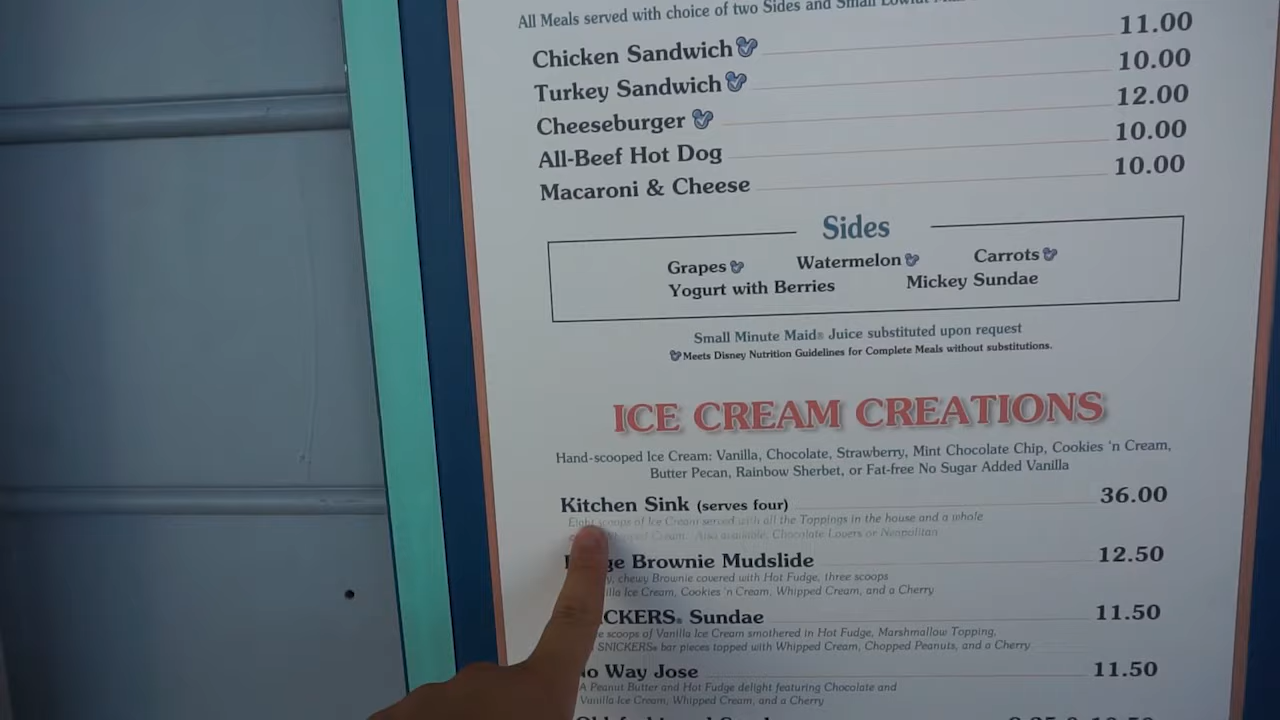 All Meals served with choice of two Sides and Small Lowfat
Chicken Sandwich 11.00
Turkey Sandwich 10.00
Cheeseburger 12.00
All-Beef Hot Dog 10.00
Macaroni & Cheese 10.00
Sides
Grapes Watermelon Carrots
Yogurt with Berries Mickey Sundae
Small Minute Maid® Juice substituted upon request
Meets Disney Nutrition Guidelines for Complete Meals without substitutions.
ICE CREAM CREATIONS
Hand-scooped Ice Cream: Vanilla, Chocolate, Strawberry, Mint Chocolate Chip, Cookies 'n Cream,
Butter Pecan, Rainbow Sherbet, or Fat-free No Sugar Added Vanilla
Kitchen Sink (serves four) 36.00
Eight scoops of Ice Cream served with all the Toppings in the house and a whole
Whipped Cream. Also available, Chocolate Lovers or Neapolitan
ge Brownie Mudslide 12.50
y, chewy Brownie covered with Hot Fudge, three scoops
illa Ice Cream, Cookies 'n Cream, Whipped Cream, and a Cherry
ICKERS® Sundae 11.50
e scoops of Vanilla Ice Cream smothered in Hot Fudge, Marshmallow Topping,
SNICKERS® bar pieces topped with Whipped Cream, Chopped Peanuts, and a Cherry
No Way Jose 11.50
A Peanut Butter and Hot Fudge delight featuring Chocolate and
Vanilla Ice Cream, Whipped Cream, and a Cherry